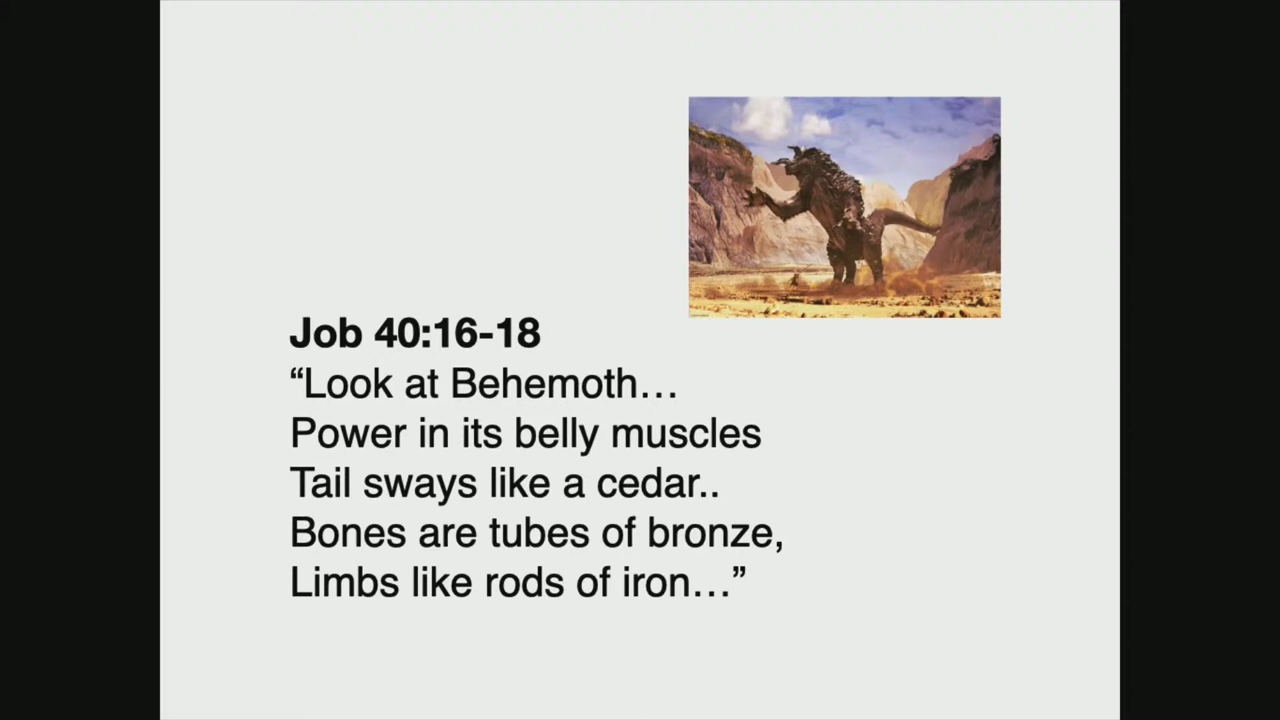 Job 40:16-18
“Look at Behemoth…
Power in its belly muscles
Tail sways like a cedar..
Bones are tubes of bronze,
Limbs like rods of iron…”